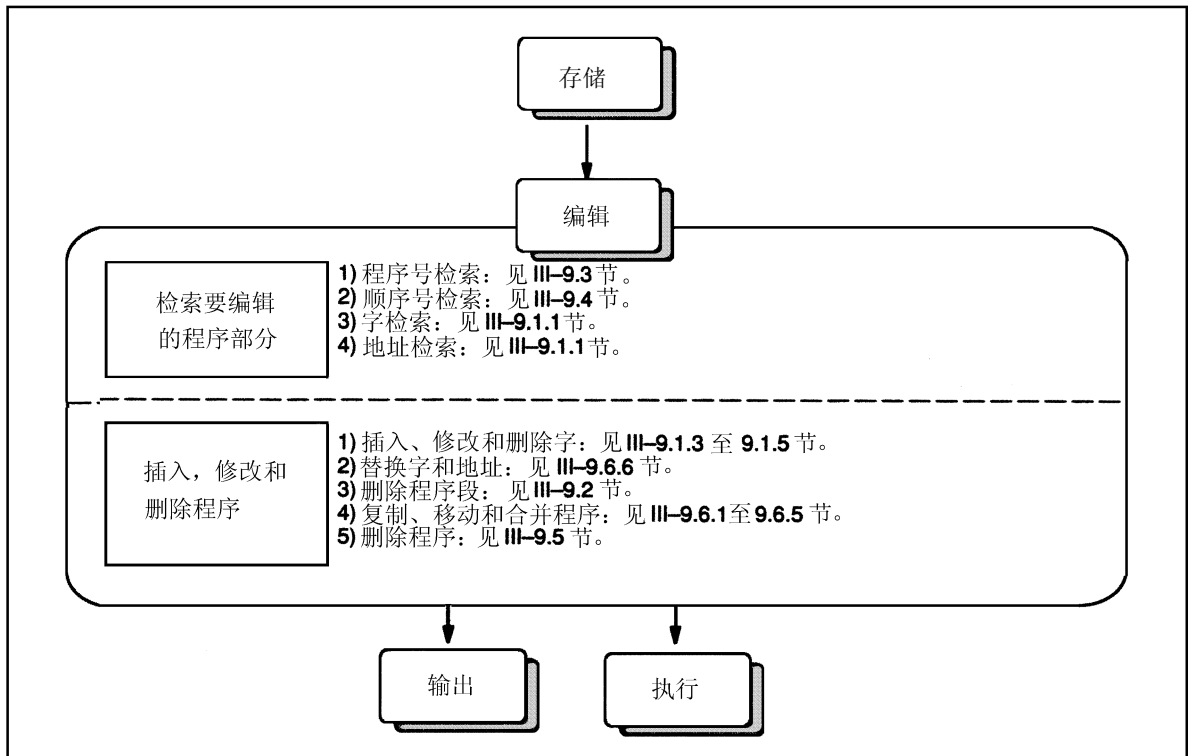 存储
编辑
检索要编辑
的程序部分
1) 程序号检索：见 III–9.3 节。
2) 顺序号检索：见 III–9.4 节。
3) 字检索：见 III–9.1.1 节。
4) 地址检索：见 III–9.1.1 节。
插入，修改和
删除程序
1) 插入、修改和删除字：见 III–9.1.3 至 9.1.5 节。
2) 替换字和地址：见 III–9.6.6 节。
3) 删除程序段：见 III–9.2 节。
4) 复制、移动和合并程序：见 III–9.6.1 至 9.6.5 节。
5) 删除程序：见 III–9.5 节。
输出
执行